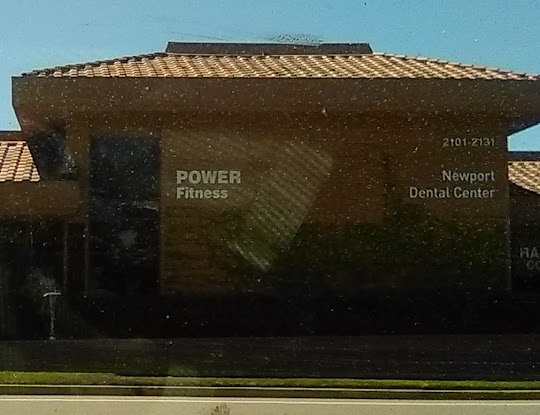 POWER
Fitness
2101-2131
Newport
Dental Center